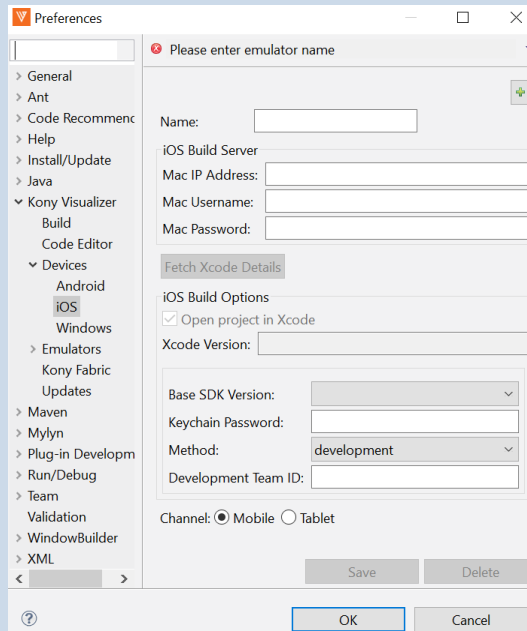 Preferences
Please enter emulator name
General
Ant
Code Recommenc
Help
Install/Update
Java
Kony Visualizer
Build
Code Editor
Devices
Android
iOS
Windows
Emulators
Kony Fabric
Updates
Maven
Mylyn
Plug-in Developm
Run/Debug
Team
Validation
WindowBuilder
XML
Name:
iOS Build Server
Mac IP Address:
Mac Username:
Mac Password:
Fetch Xcode Details
iOS Build Options
Open project in Xcode
Xcode Version:
Base SDK Version:
Keychain Password:
Method: development
Development Team ID:
Channel: Mobile Tablet
Save Delete
OK Cancel